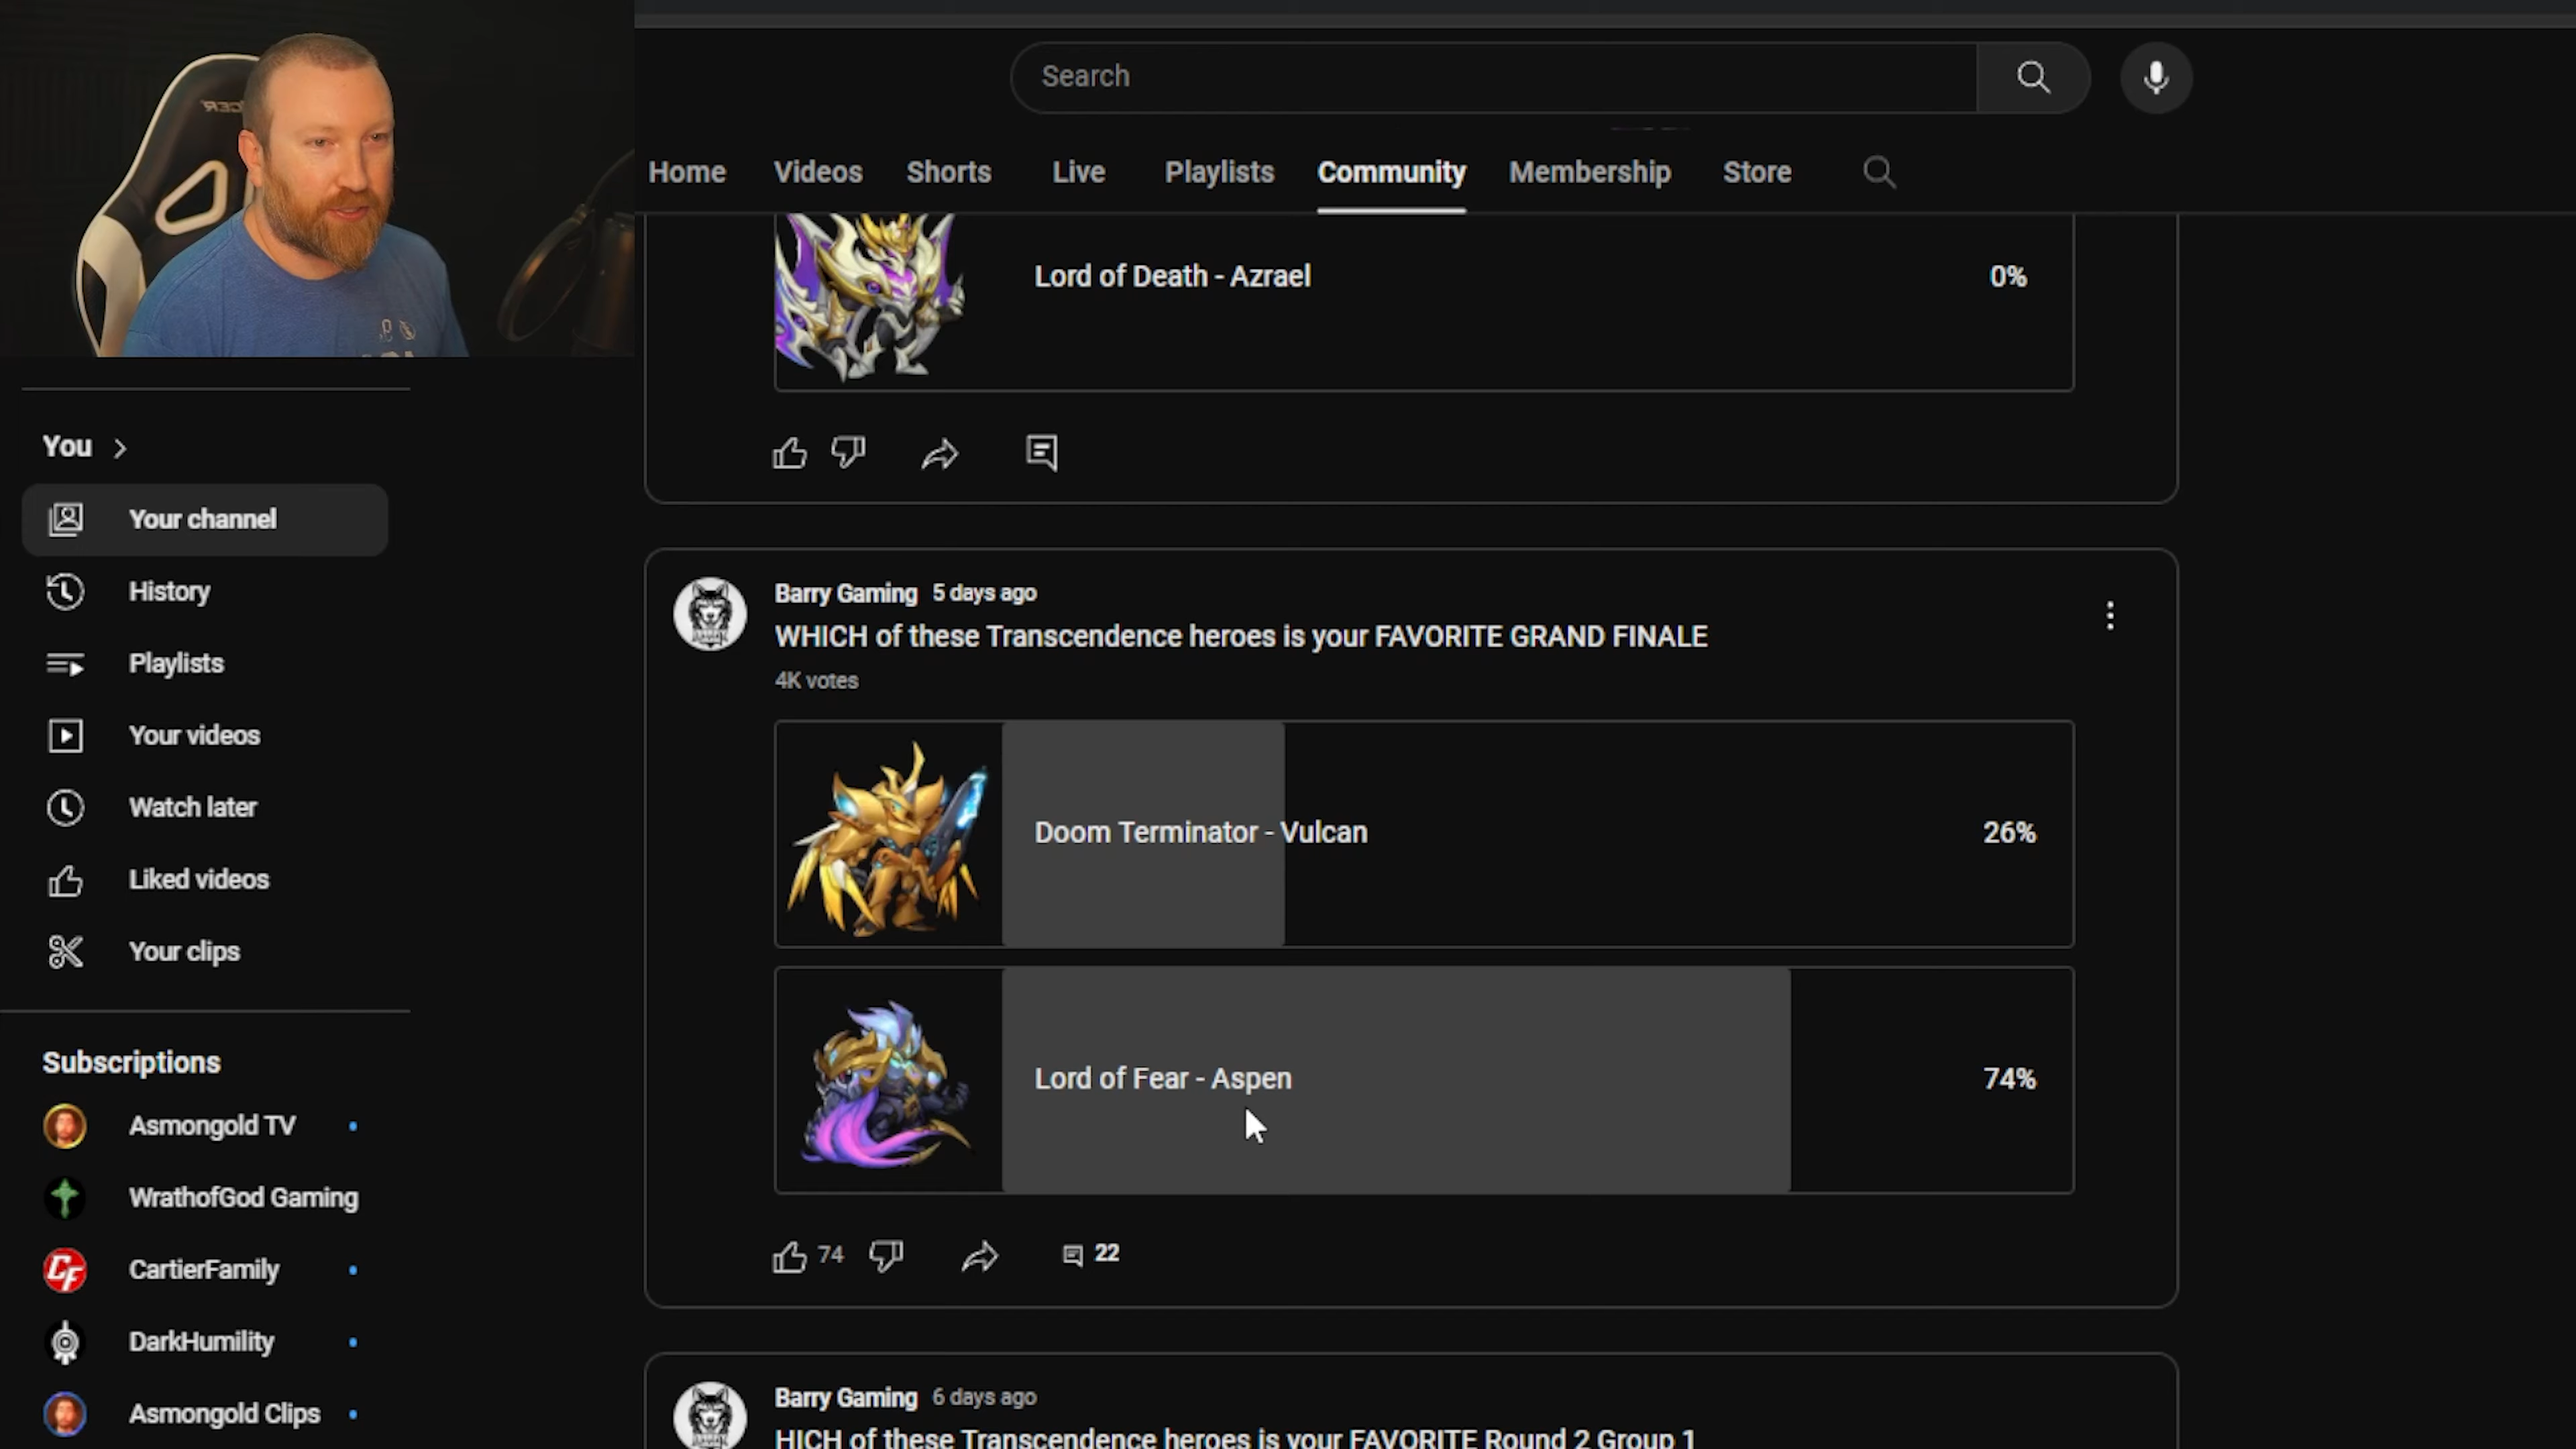 Search
Home Videos Shorts Live Playlists Community Membership Store
Lord of Death - Azrael 0%
You
Your channel
History
Playlists
Your videos
Watch later
Liked videos
Your clips
Subscriptions
Asmongold TV
WrathofGod Gaming
CartierFamily
DarkHumility
Asmongold Clips
Barry Gaming 5 days ago
WHICH of these Transcendence heroes is your FAVORITE GRAND FINALE
4K votes
Doom Terminator - Vulcan 26%
Lord of Fear - Aspen 74%
74 22
Barry Gaming 6 days ago
HICH of these Transcendence heroes is your FAVORITE Round 2 Group 1